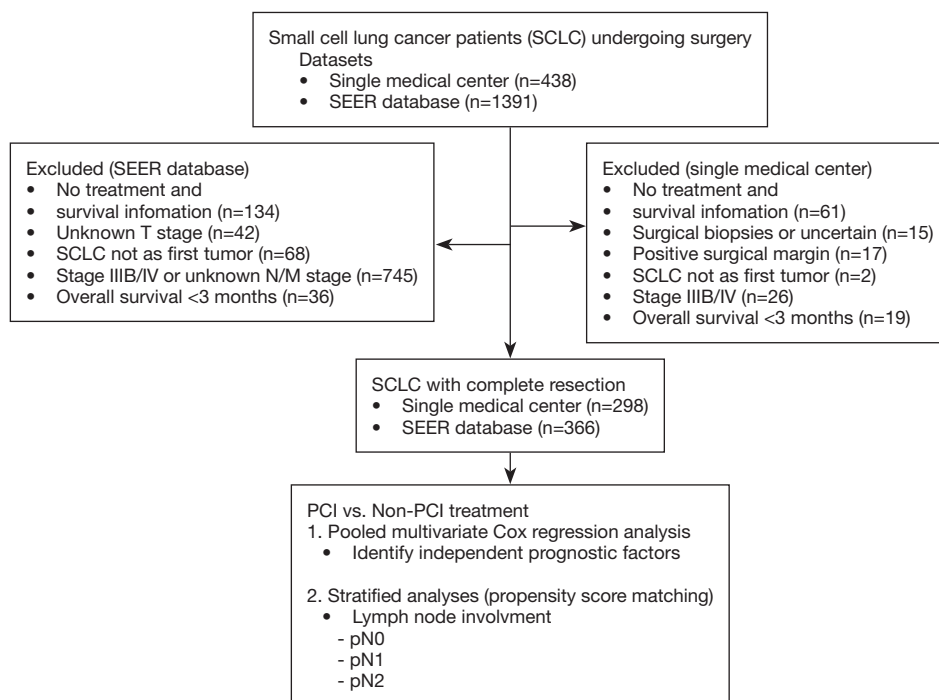 Small cell lung cancer patients (SCLC) undergoing surgery
Datasets
• Single medical center (n=438)
• SEER database (n=1391)
Excluded (SEER database)
• No treatment and
• survival infomation (n=134)
• Unknown T stage (n=42)
• SCLC not as first tumor (n=68)
• Stage IIIB/IV or unknown N/M stage (n=745)
• Overall survival <3 months (n=36)
Excluded (single medical center)
• No treatment and
• survival infomation (n=61)
• Surgical biopsies or uncertain (n=15)
• Positive surgical margin (n=17)
• SCLC not as first tumor (n=2)
• Stage IIIB/IV (n=26)
• Overall survival <3 months (n=19)
SCLC with complete resection
• Single medical center (n=298)
• SEER database (n=366)
PCI vs. Non-PCI treatment
1. Pooled multivariate Cox regression analysis
• Identify independent prognostic factors
2. Stratified analyses (propensity score matching)
• Lymph node involvment
- pN0
- pN1
- pN2